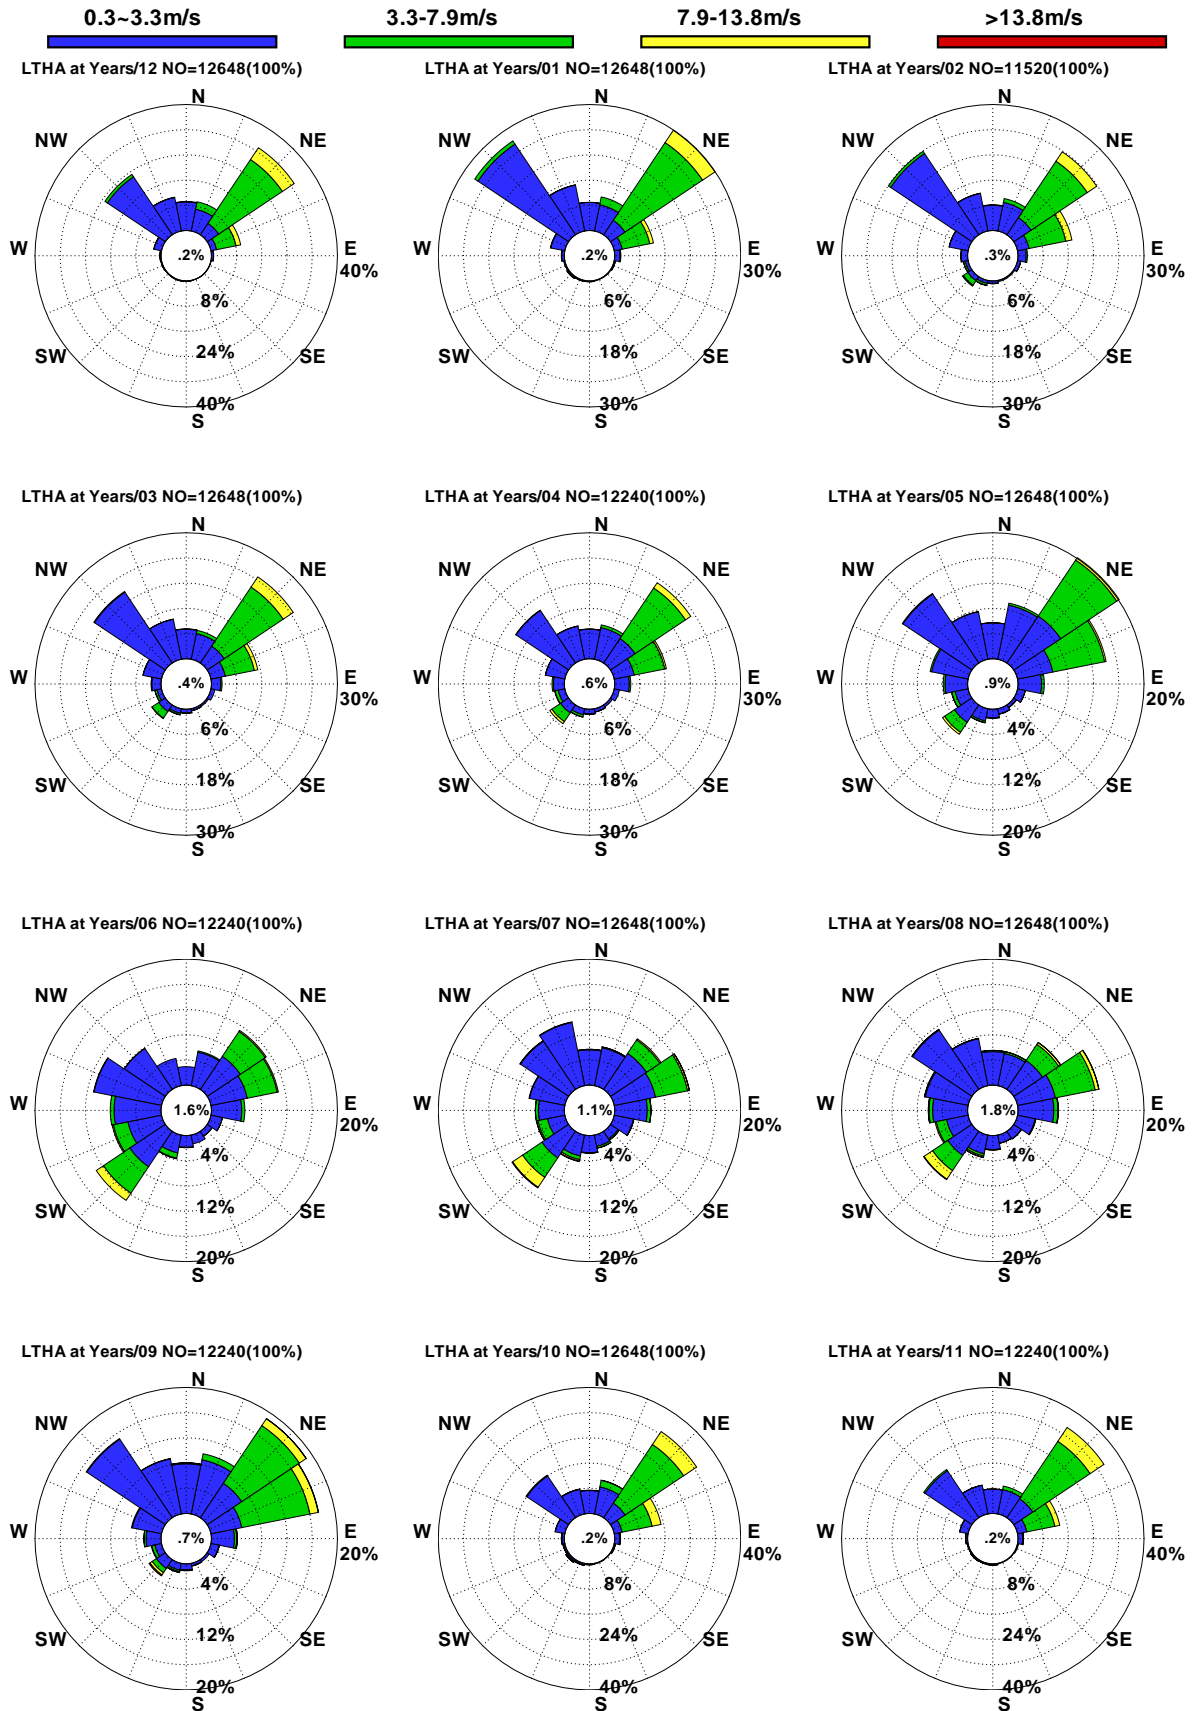 0.3~3.3m/s 3.3-7.9m/s 7.9-13.8m/s >13.8m/s
LTHA at Years/12 NO=12648(100%) LTHA at Years/01 NO=12648(100%) LTHA at Years/02 NO=11520(100%)
N N N
NW NE NW NE NW NE
W .2% E W .2% E W .3% E
40% 30% 30%
8% 6% 6%
SW 24% SE SW 18% SE SW 18% SE
40% 30% 30%
S S S
LTHA at Years/03 NO=12648(100%) LTHA at Years/04 NO=12240(100%) LTHA at Years/05 NO=12648(100%)
N N N
NW NE NW NE NW NE
W .4% E W .6% E W .9% E
30% 30% 20%
6% 6% 4%
SW 18% SE SW 18% SE SW 12% SE
30% 30% 20%
S S S
LTHA at Years/06 NO=12240(100%) LTHA at Years/07 NO=12648(100%) LTHA at Years/08 NO=12648(100%)
N N N
NW NE NW NE NW NE
W 1.6% E W 1.1% E W 1.8% E
20% 20% 20%
4% 4% 4%
SW 12% SE SW 12% SE SW 12% SE
20% 20% 20%
S S S
LTHA at Years/09 NO=12240(100%) LTHA at Years/10 NO=12648(100%) LTHA at Years/11 NO=12240(100%)
N N N
NW NE NW NE NW NE
W .7% E W .2% E W .2% E
20% 40% 40%
4% 8% 8%
SW 12% SE SW 24% SE SW 24% SE
20% 40% 40%
S S S